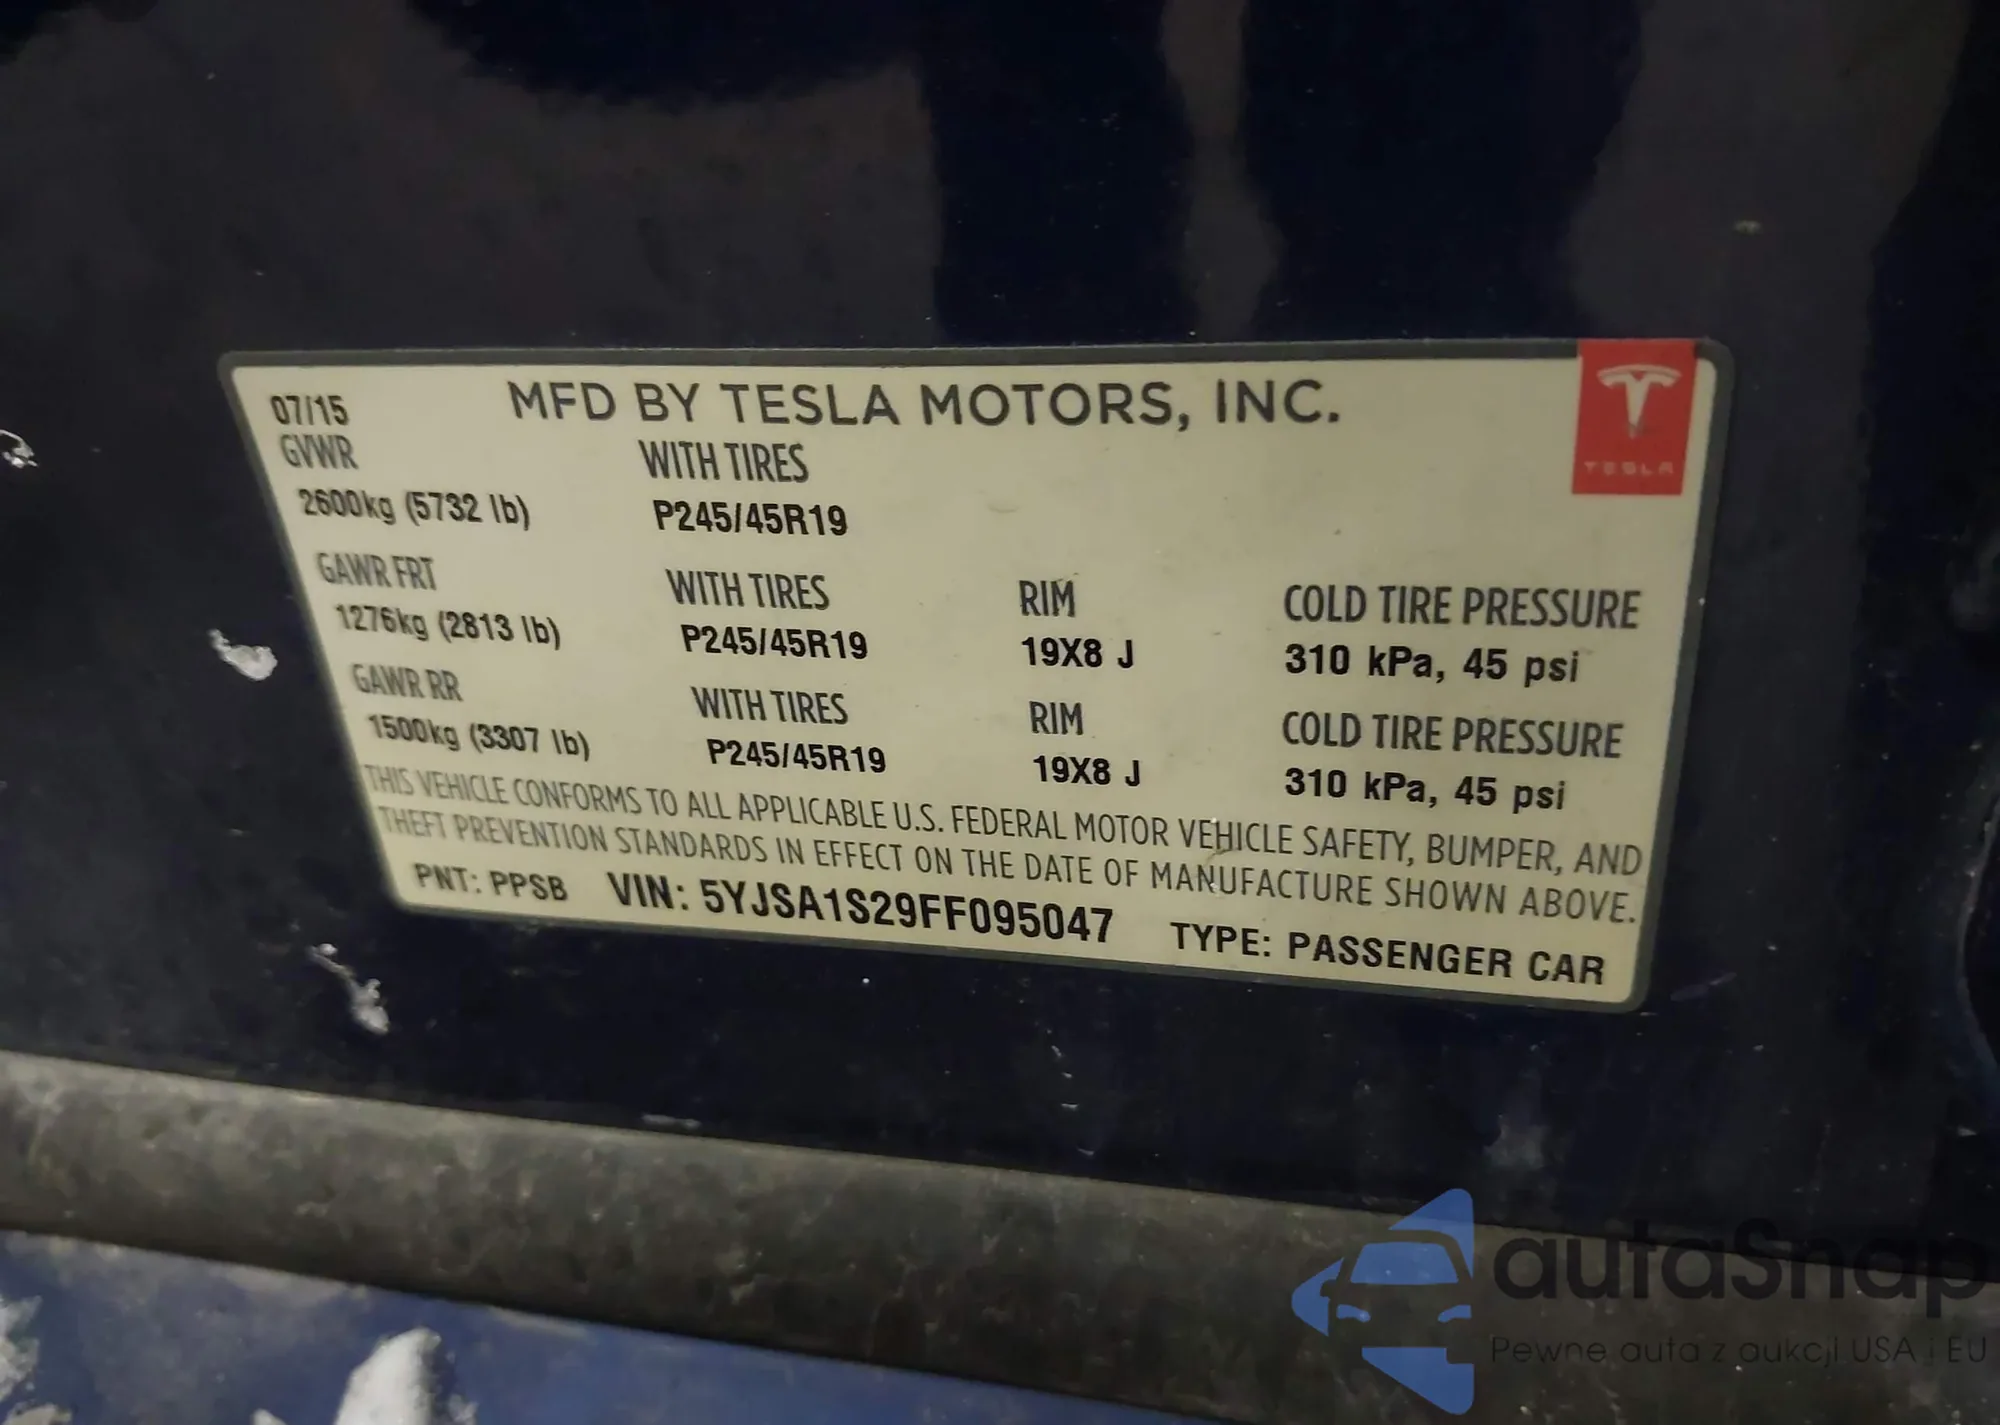 07/15 MFD BY TESLA MOTORS, INC.
TESLA
GVWR WITH TIRES
2600kg (5732 lb) P245/45R19
GAWR FRT WITH TIRES RIM COLD TIRE PRESSURE
1276kg (2813 lb) P245/45R19 19X8 J 310 kPa, 45 psi
GAWR RR WITH TIRES RIM COLD TIRE PRESSURE
1500kg (3307 lb) P245/45R19 19X8 J 310 kPa, 45 psi
THIS VEHICLE CONFORMS TO ALL APPLICABLE U.S. FEDERAL MOTOR VEHICLE SAFETY, BUMPER, AND
THEFT PREVENTION STANDARDS IN EFFECT ON THE DATE OF MANUFACTURE SHOWN ABOVE.
PNT: PPSB VIN: 5YJSA1S29FF095047 TYPE: PASSENGER CAR
autaSnap
Pewne auta z aukcji USA i EU